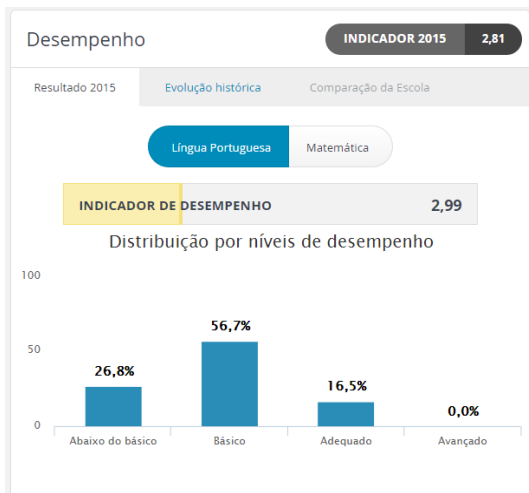 Desempenho
INDICADOR 2015 2,81
Resultado 2015 Evolução histórica Comparação da Escola
Língua Portuguesa Matemática
INDICADOR DE DESEMPENHO 2,99
Distribuição por níveis de desempenho
100
50
0
26,8%
56,7%
16,5%
0,0%
Abaixo do básico Básico Adequado Avançado